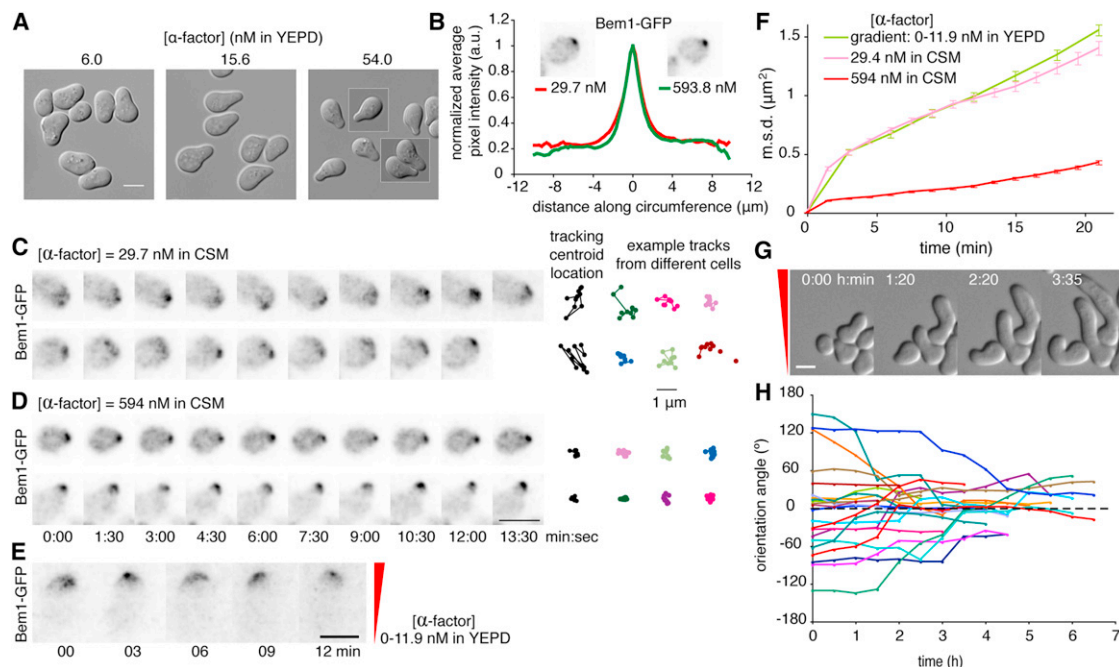 A
[α-factor] (nM in YEPD)
6.0
15.6
54.0
B
Bem1-GFP
normalized average
pixel intensity (a.u.)
1.2
1.0
0.8
0.6
0.4
0.2
0
29.7 nM
593.8 nM
-12
-8
-4
0
4
8
12
distance along circumference (µm)
C
[α-factor] = 29.7 nM in CSM
Bem1-GFP
tracking
centroid
location
example tracks
from different cells
1 µm
D
[α-factor] = 594 nM in CSM
Bem1-GFP
0:00
1:30
3:00
4:30
6:00
7:30
9:00
10:30
12:00
13:30
min:sec
E
Bem1-GFP
00
03
06
09
12 min
[α-factor]
0-11.9 nM in YEPD
F
[α-factor]
gradient: 0-11.9 nM in YEPD
29.4 nM in CSM
594 nM in CSM
m.s.d. (µm²)
1.5
1
0.5
0
0
5
10
15
20
time (min)
G
0:00 h:min
1:20
2:20
3:35
H
orientation angle (°)
180
120
60
0
-60
-120
-180
0
1
2
3
4
5
6
7
time (h)